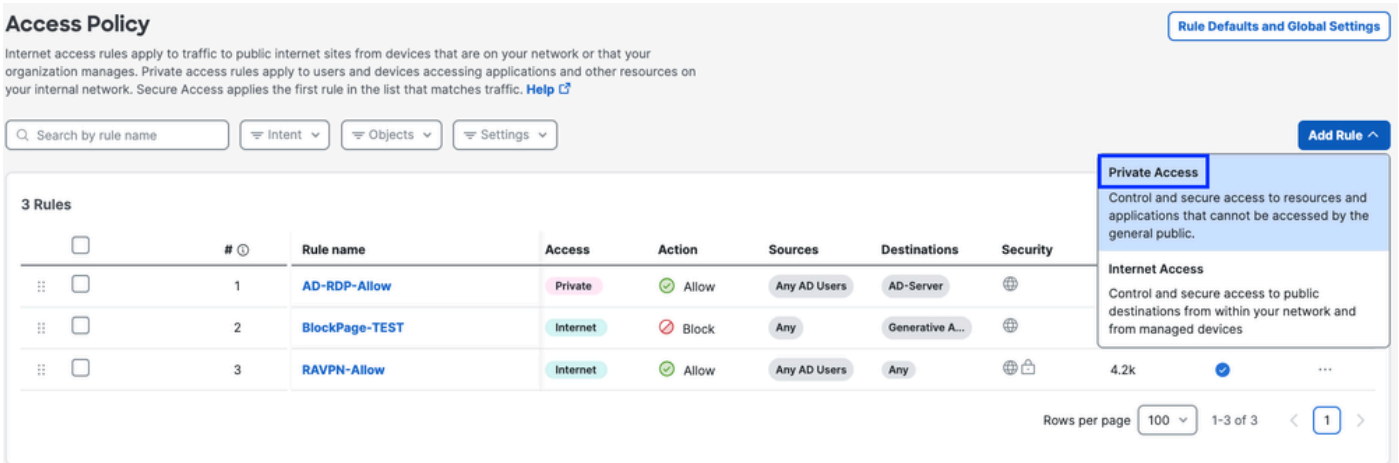 Access Policy
Rule Defaults and Global Settings
Internet access rules apply to traffic to public internet sites from devices that are on your network or that your
organization manages. Private access rules apply to users and devices accessing applications and other resources on
your internal network. Secure Access applies the first rule in the list that matches traffic. Help
Search by rule name Intent Objects Settings Add Rule
Private Access
Control and secure access to resources and
applications that cannot be accessed by the
general public.
Internet Access
Control and secure access to public
destinations from within your network and
from managed devices
3 Rules
# Rule name Access Action Sources Destinations Security
1 AD-RDP-Allow Private Allow Any AD Users AD-Server
2 BlockPage-TEST Internet Block Any Generative A...
3 RAVPN-Allow Internet Allow Any AD Users Any 4.2k ...
Rows per page 100 1-3 of 3 1